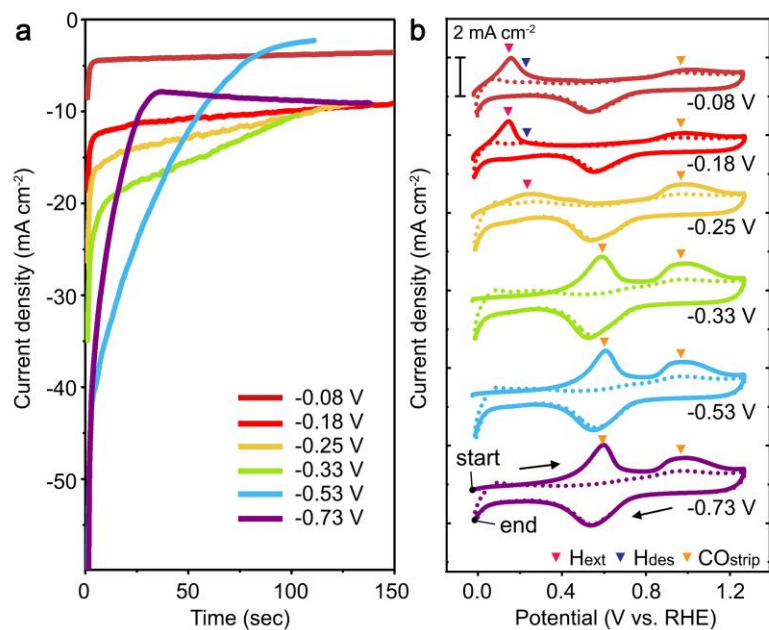 a
Current density (mA cm-2)
0
-10
-20
-30
-40
-50
-0.08 V
-0.18 V
-0.25 V
-0.33 V
-0.53 V
-0.73 V
0 50 100 150
Time (sec)
b
Current density (mA cm-2)
2 mA cm-2
-0.08 V
-0.18 V
-0.25 V
-0.33 V
-0.53 V
start
-0.73 V
end
Hext Hdes COstrip
0.0 0.4 0.8 1.2
Potential (V vs. RHE)